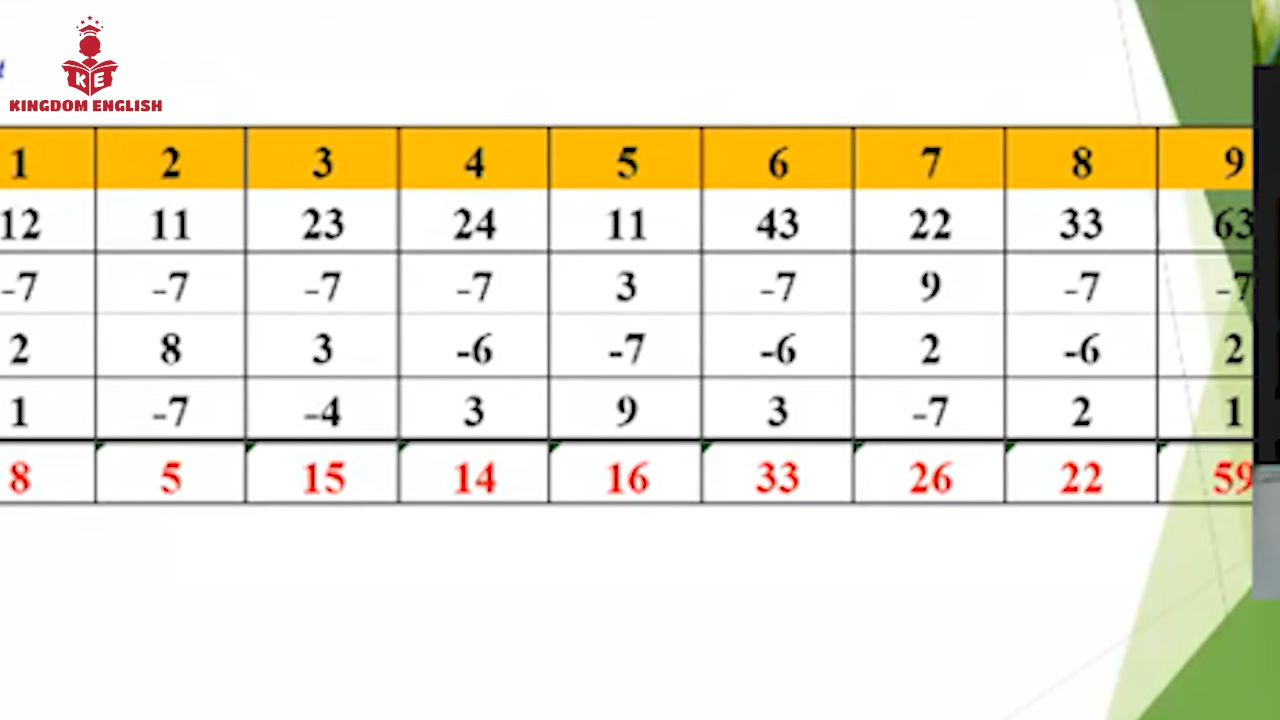 t
KE
KINGDOM ENGLISH
1 2 3 4 5 6 7 8 9
12 11 23 24 11 43 22 33 63
-7 -7 -7 -7 3 -7 9 -7 -7
2 8 3 -6 -7 -6 2 -6 2
1 -7 -4 3 9 3 -7 2 1
8 5 15 14 16 33 26 22 59